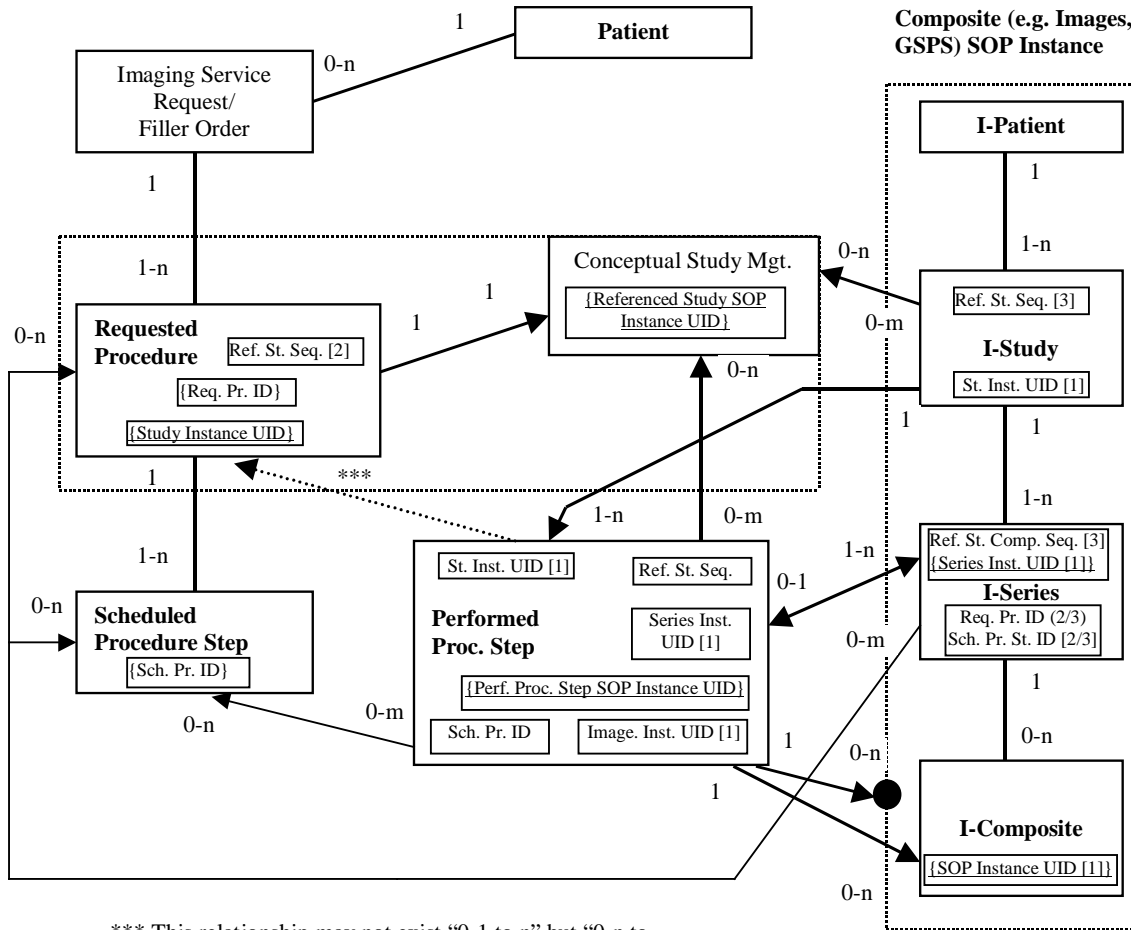 Patient
Composite (e.g. Images,
GSPS) SOP Instance
1
0-n
Imaging Service
Request/
Filler Order
I-Patient
1
1
1-n
1-n
Conceptual Study Mgt.
{Referenced Study SOP
Instance UID}
0-n
0-m
Ref. St. Seq. [3]
I-Study
St. Inst. UID [1]
0-n
Requested
Procedure
Ref. St. Seq. [2]
{Req. Pr. ID}
{Study Instance UID}
1
0-n
1
1
1
***
1-n
1-n
0-m
1-n
1-n
0-1
Ref. St. Comp. Seq. [3]
{Series Inst. UID [1]}
I-Series
Req. Pr. ID (2/3)
Sch. Pr. St. ID [2/3]
0-n
Scheduled
Procedure Step
{Sch. Pr. ID}
St. Inst. UID [1]
Ref. St. Seq.
Performed
Proc. Step
Series Inst.
UID [1]
{Perf. Proc. Step SOP Instance UID}
Sch. Pr. ID
Image. Inst. UID [1]
0-m
0-n
0-m
1
1
0-n
0-n
1
I-Composite
{SOP Instance UID [1]}
0-n